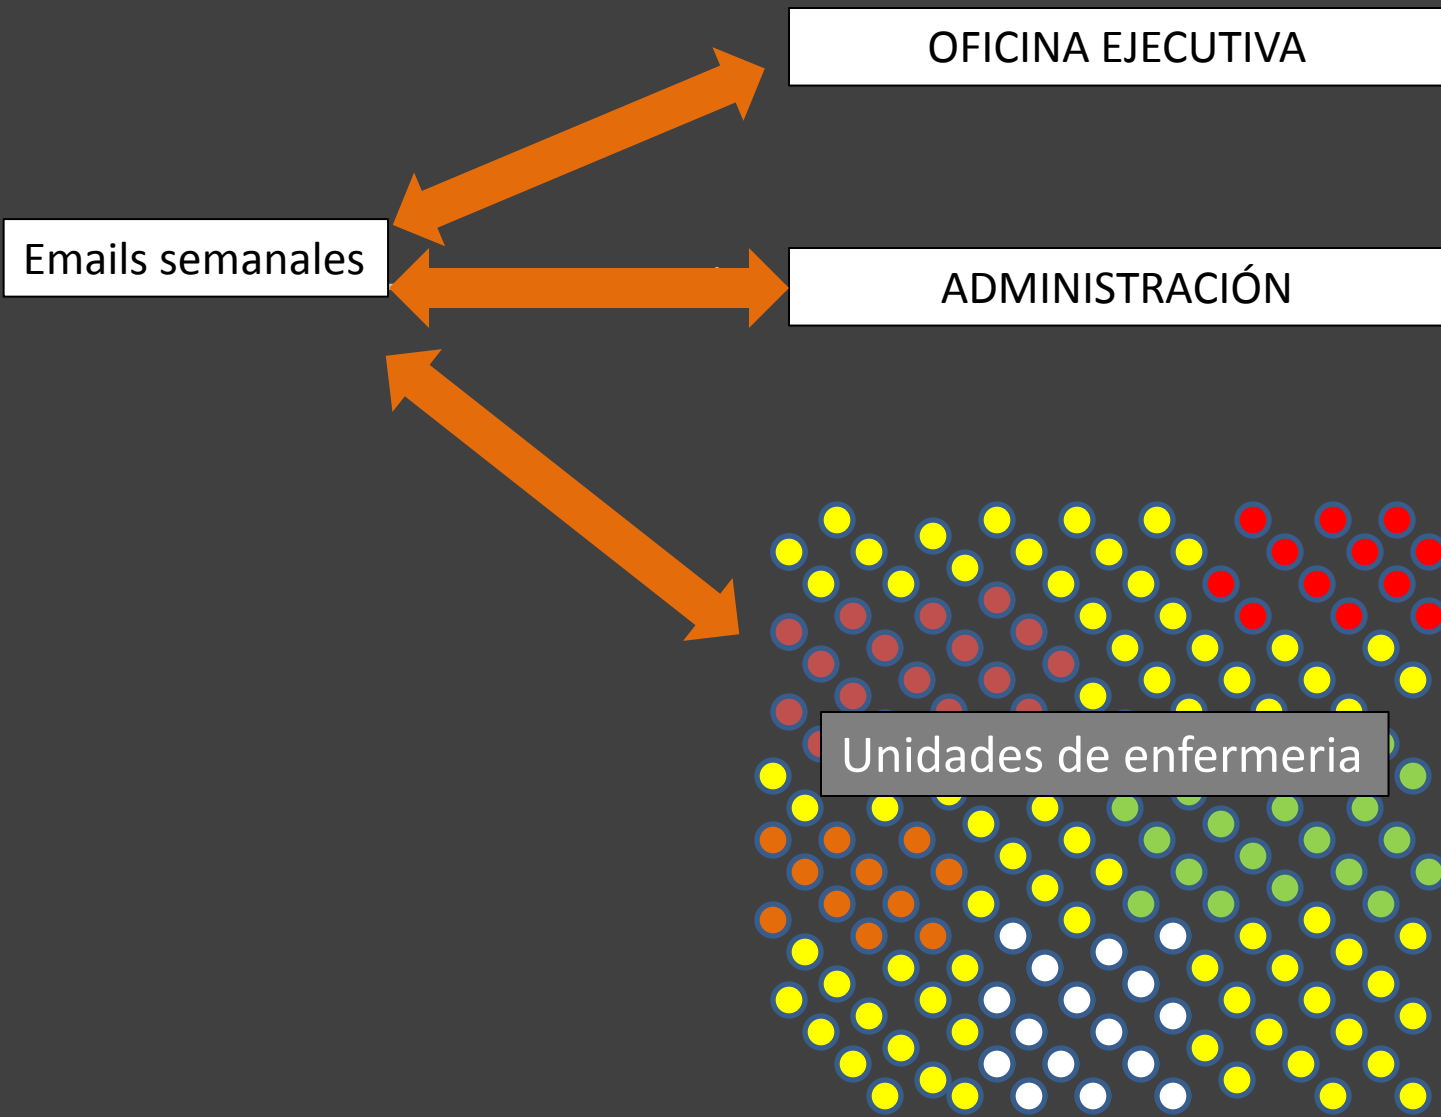 OFICINA EJECUTIVA
Emails semanales
ADMINISTRACIÓN
Unidades de enfermeria